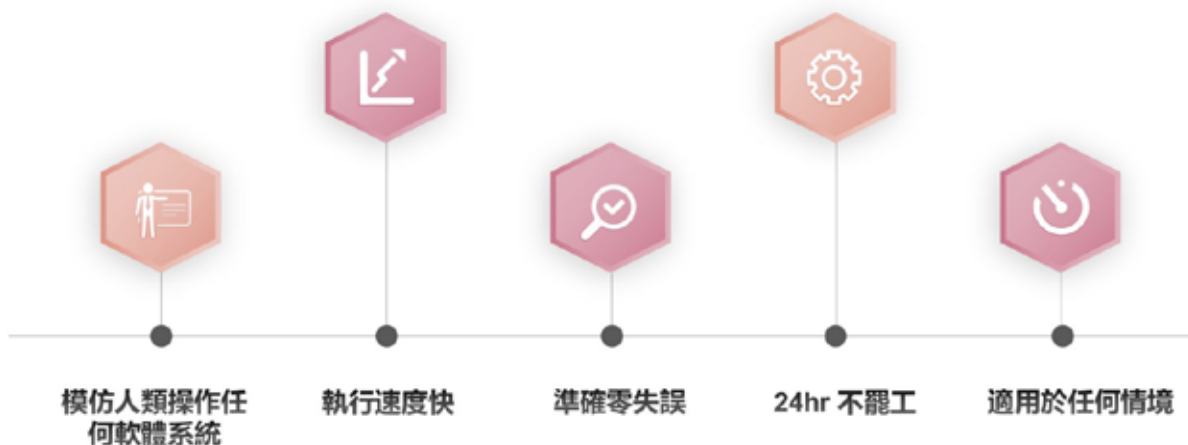 模仿人類操作任
何軟體系統
執行速度快
準確零失誤
24hr 不罷工
適用於任何情境